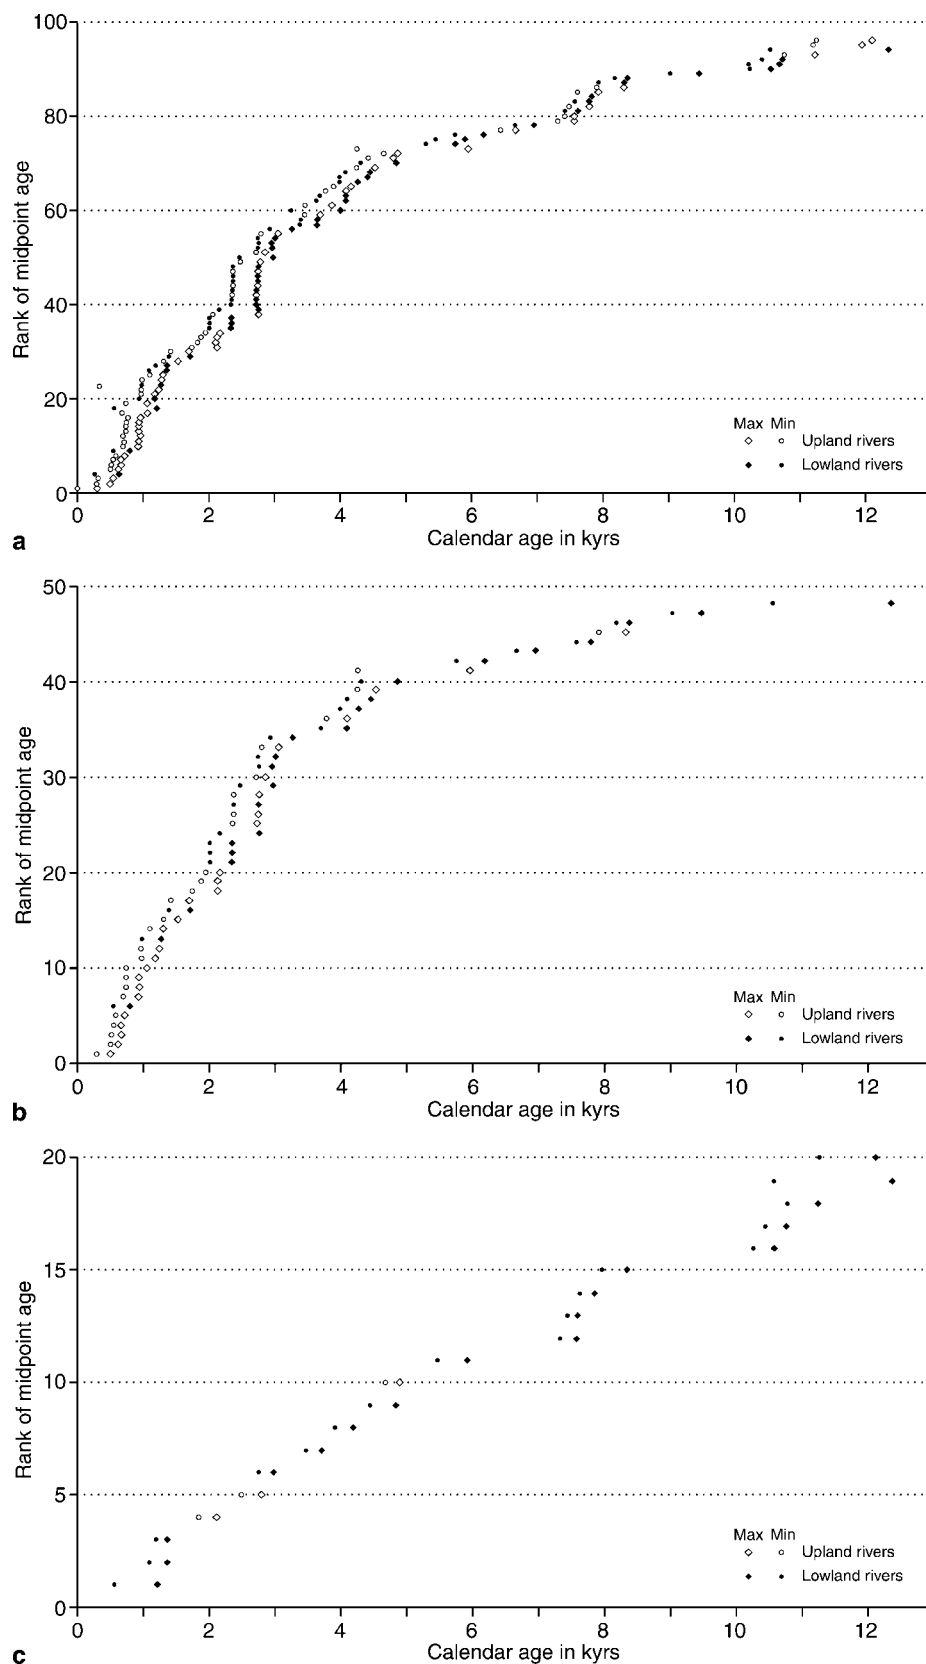 100
80
60
40
20
0
Rank of midpoint age
Max Min
Upland rivers
Lowland rivers
0 2 4 6 8 10 12
Calendar age in kyrs
a
50
40
30
20
10
0
Rank of midpoint age
Max Min
Upland rivers
Lowland rivers
0 2 4 6 8 10 12
Calendar age in kyrs
b
20
15
10
5
0
Rank of midpoint age
Max Min
Upland rivers
Lowland rivers
0 2 4 6 8 10 12
Calendar age in kyrs
c